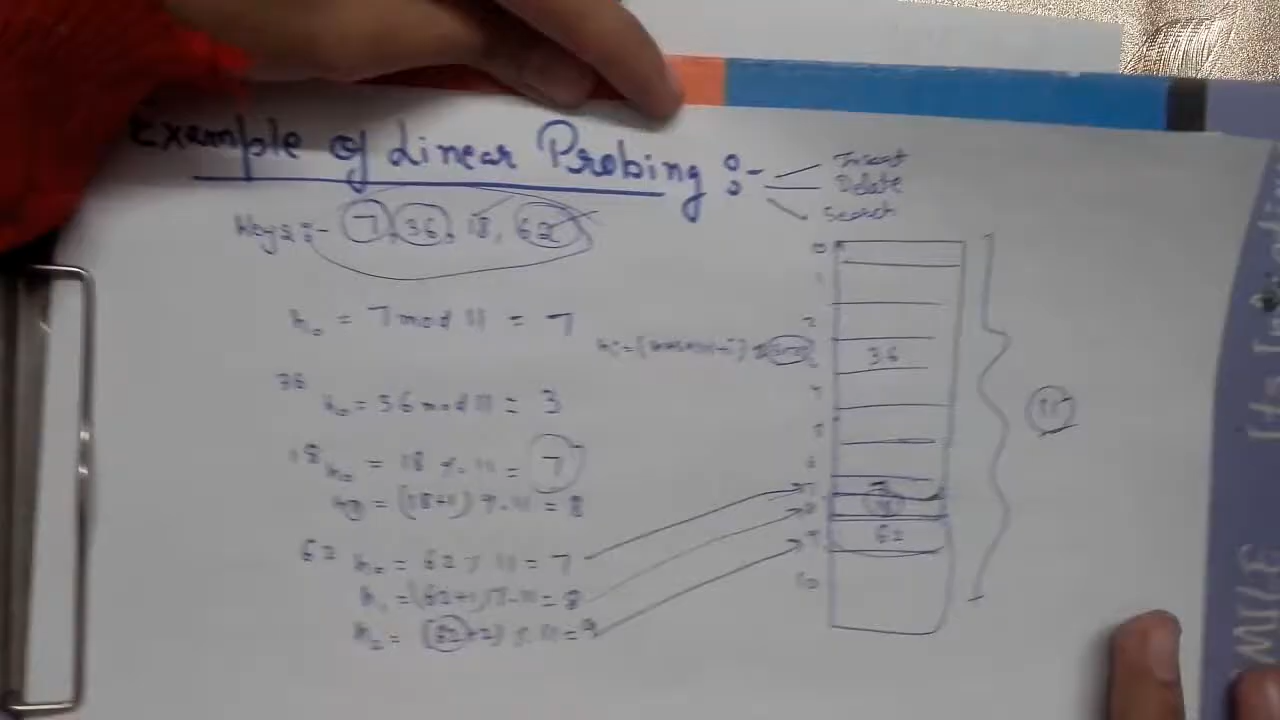 Example of Linear Probing :-
Insert
Delete
Search
Keys :- 7, 36, 18, 62
h₀ = 7 mod 11 = 7
36
h₀ = 36 mod 11 = 3
18 h₀ = 18 % 11 = 7
= (18+1) % 11 = 8
62 h₀ = 62 % 11 = 7
h₁ = (62+1) % 11 = 8
h₂ = (62+2) % 11 = 9
0
1
2
36
4
5
6
7 7
8 18
9 62
10
11